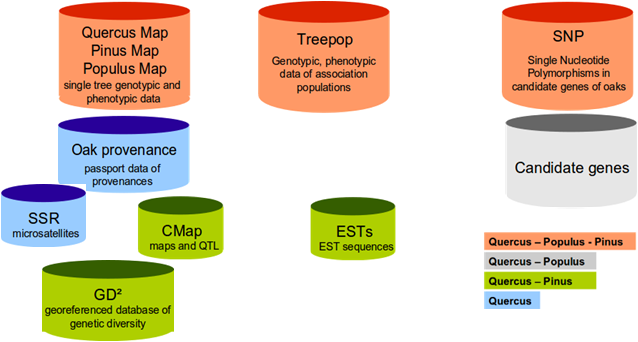 Quercus Map
Pinus Map
Populus Map
single tree genotypic and
phenotypic data
Treepop
Genotypic, phenotypic
data of association
populations
SNP
Single Nucleotide
Polymorphisms in
candidate genes of oaks
Oak provenance
passport data of
provenances
Candidate genes
SSR
microsatellites
CMap
maps and QTL
ESTs
EST sequences
GD²
georeferenced database of
genetic diversity
Quercus – Populus - Pinus
Quercus – Populus
Quercus – Pinus
Quercus